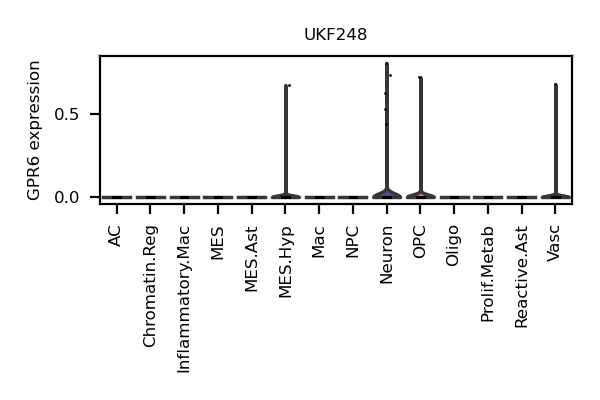 UKF248
GPR6 expression
0.5
0.0
AC
Chromatin.Reg
Inflammatory.Mac
MES
MES.Ast
MES.Hyp
Mac
NPC
Neuron
OPC
Oligo
Prolif.Metab
Reactive.Ast
Vasc